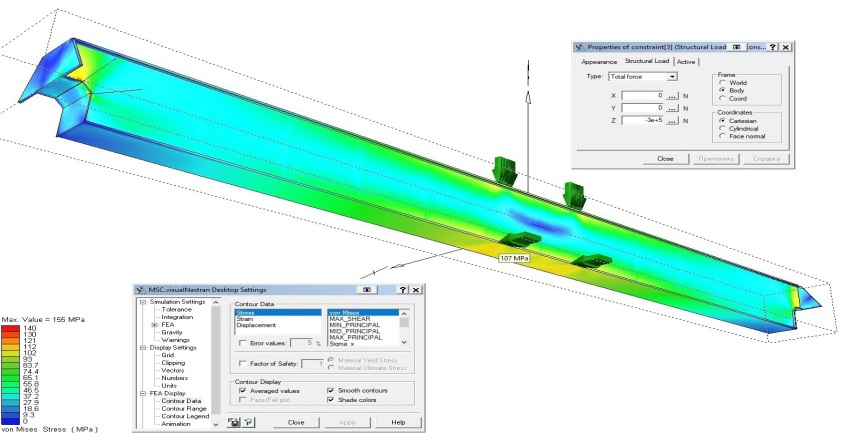 Properties of constraint[3] (Structural Load
ons...
Appearance Structural Load Active
Type: Total force
X 0 ... N
Y 0 ... N
Z -3e+5 ... N
Frame
World
Body
Coord
Coordinates
Cartesian
Cylindrical
Face normal
Close Применить Справка
107 MPa
MSC.visualNastran Desktop Settings
Simulation Settings
Tolerance
Integration
FEA
Gravity
Warnings
Display Settings
Grid
Clipping
Vectors
Numbers
Units
FEA Display
Contour Data
Contour Range
Contour Legend
Animation
Contour Data
Stress
Strain
Displacement
von Mises
MAX_SHEAR
MIN_PRINCIPAL
MID_PRINCIPAL
MAX_PRINCIPAL
Sigma_x
Error values: 5 %
Factor of Safety: 1
Material Yield Stress
Material Ultimate Stress
Contour Display
Averaged values
Smooth contours
Pass/Fail plot
Shade colors
Close Apply Help
Max. Value = 155 MPa
140
130
121
112
102
93
83.7
74.4
65.1
55.8
46.5
37.2
27.9
18.6
9.3
0
von Mises Stress (MPa)